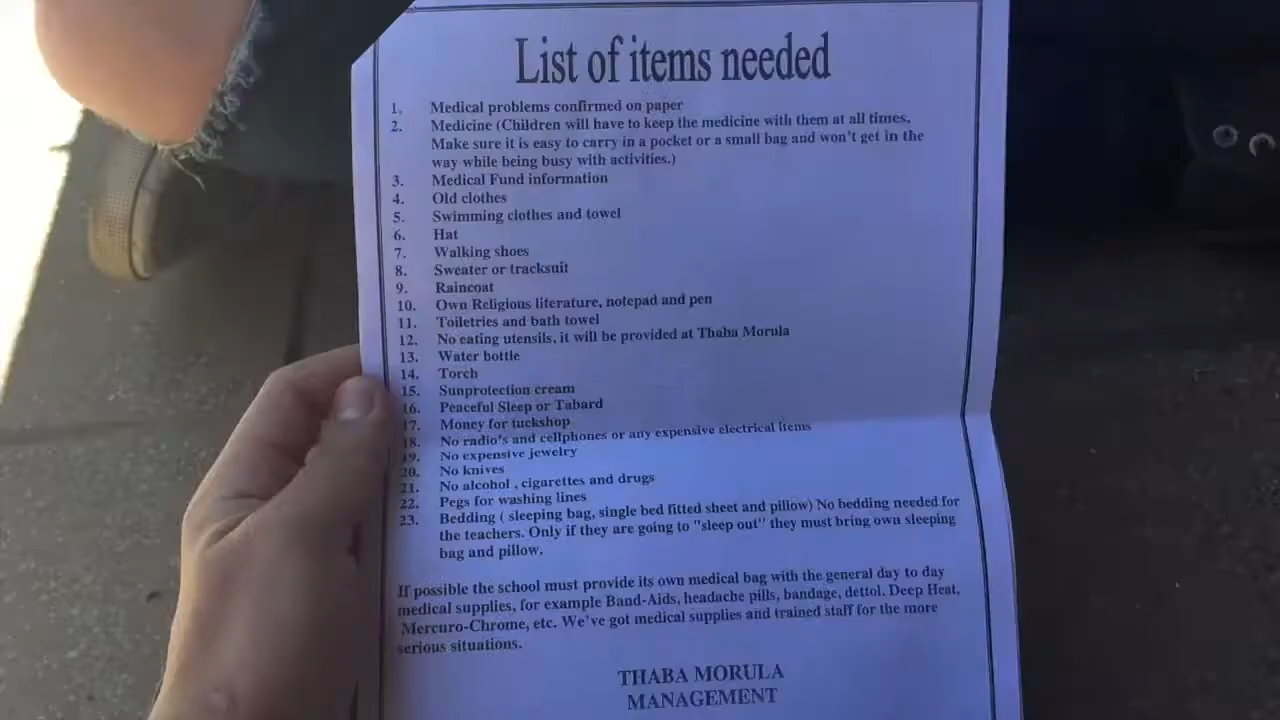 List of items needed
1. Medical problems confirmed on paper
2. Medicine (Children will have to keep the medicine with them at all times.
Make sure it is easy to carry in a pocket or a small bag and won't get in the
way while being busy with activities.)
3. Medical Fund information
4. Old clothes
5. Swimming clothes and towel
6. Hat
7. Walking shoes
8. Sweater or tracksuit
9. Raincoat
10. Own Religious literature, notepad and pen
11. Toiletries and bath towel
12. No eating utensils, it will be provided at Thaba Morula
13. Water bottle
14. Torch
15. Sunprotection cream
16. Peaceful Sleep or Tabard
17. Money for tuckshop
18. No radio's and cellphones or any expensive electrical items
19. No expensive jewelry
20. No knives
21. No alcohol , cigarettes and drugs
22. Pegs for washing lines
23. Bedding ( sleeping bag, single bed fitted sheet and pillow) No bedding needed for
the teachers. Only if they are going to "sleep out" they must bring own sleeping
bag and pillow.
If possible the school must provide its own medical bag with the general day to day
medical supplies, for example Band-Aids, headache pills, bandage, dettol. Deep Heat,
Mercuro-Chrome, etc. We've got medical supplies and trained staff for the more
serious situations.
THABA MORULA
MANAGEMENT